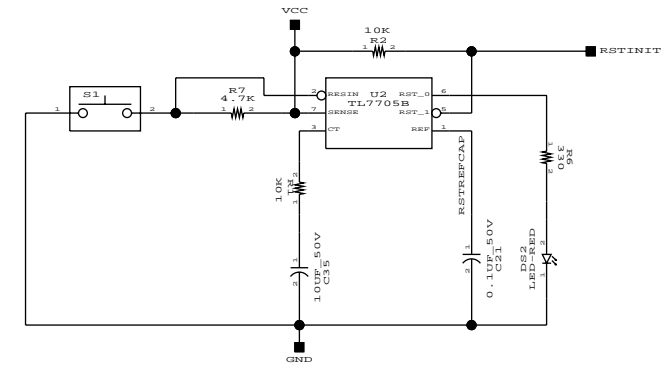 VCC
10K
1 2
R2
RSTINIT
S1
1 2
R7
4.7K
1 2
2 RESIN U2 RST_0 6
TL7705B
7 SENSE RST_1 5
3 CT REF 1
RSTREFCAP
10K
R1
2
1
R6
330
1
2
10UF_50V
C35
1
2
0.1UF_50V
C21
1
2
DS2
LED-RED
2
1
GND